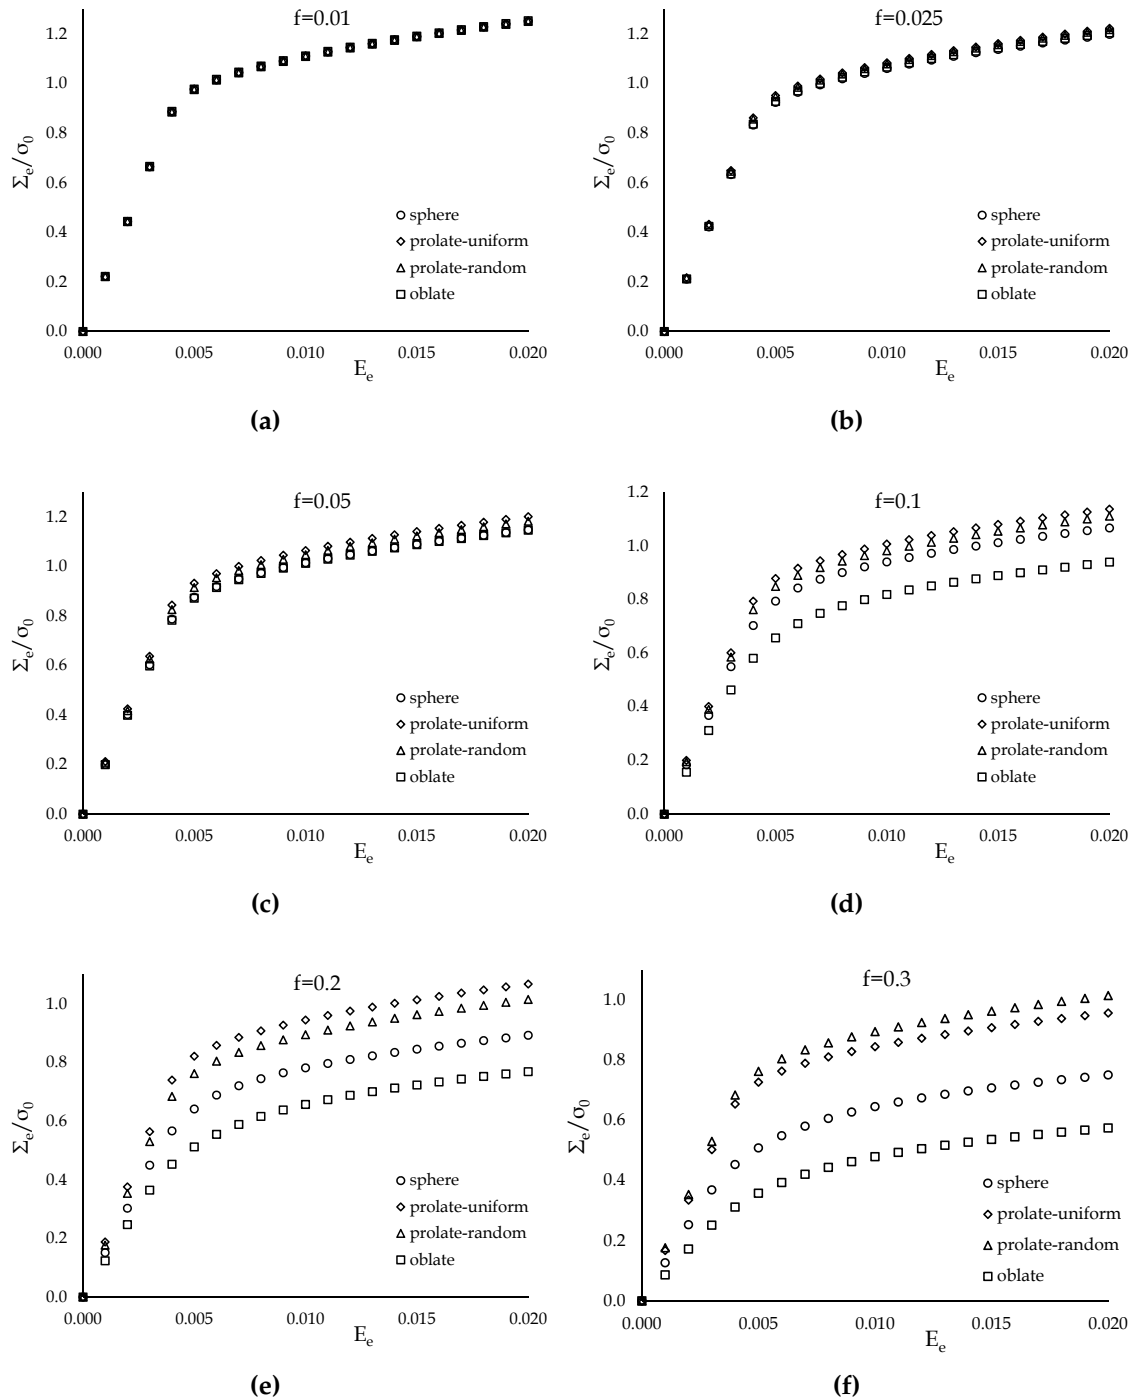 f=0.01
1.2
1.0
0.8
0.6
0.4
0.2
0.0
Σe/σ0
sphere
prolate-uniform
prolate-random
oblate
0.000 0.005 0.010 0.015 0.020
Ee
(a)
f=0.025
1.2
1.0
0.8
0.6
0.4
0.2
0.0
Σe/σ0
sphere
prolate-uniform
prolate-random
oblate
0.000 0.005 0.010 0.015 0.020
Ee
(b)
f=0.05
1.2
1.0
0.8
0.6
0.4
0.2
0.0
Σe/σ0
sphere
prolate-uniform
prolate-random
oblate
0.000 0.005 0.010 0.015 0.020
Ee
(c)
f=0.1
1.2
1.0
0.8
0.6
0.4
0.2
0.0
Σe/σ0
sphere
prolate-uniform
prolate-random
oblate
0.000 0.005 0.010 0.015 0.020
Ee
(d)
f=0.2
1.0
0.8
0.6
0.4
0.2
0.0
Σe/σ0
sphere
prolate-uniform
prolate-random
oblate
0.000 0.005 0.010 0.015 0.020
Ee
(e)
f=0.3
1.0
0.8
0.6
0.4
0.2
0.0
Σe/σ0
sphere
prolate-uniform
prolate-random
oblate
0.000 0.005 0.010 0.015 0.020
Ee
(f)